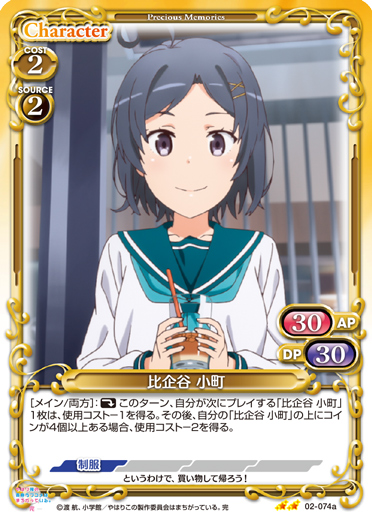 Precious Memories
Character
COST
2
SOURCE
2
30 AP
DP 30
比企谷 小町
[メイン/両方]: このターン、自分が次にプレイする「比企谷 小町」
1枚は、使用コスト-1を得る。その後、自分の「比企谷 小町」の上にコイ
ンが4個以上ある場合、使用コスト-2を得る。
制服
というわけで、買い物して帰ろう!
©渡 航、小学館／やはりこの製作委員会はまちがっている。完
02-074a